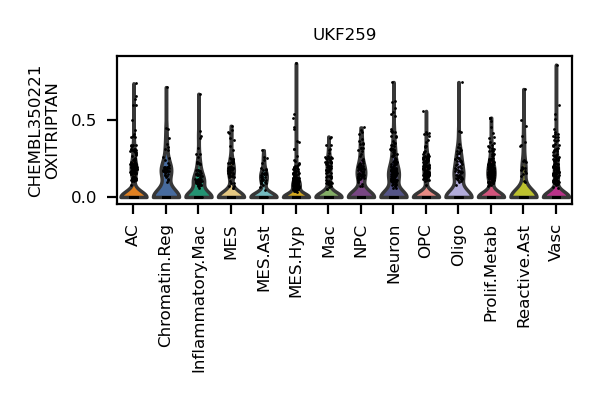 UKF259
CHEMBL350221
OXITRIPTAN
0.5
0.0
AC
Chromatin.Reg
Inflammatory.Mac
MES
MES.Ast
MES.Hyp
Mac
NPC
Neuron
OPC
Oligo
Prolif.Metab
Reactive.Ast
Vasc